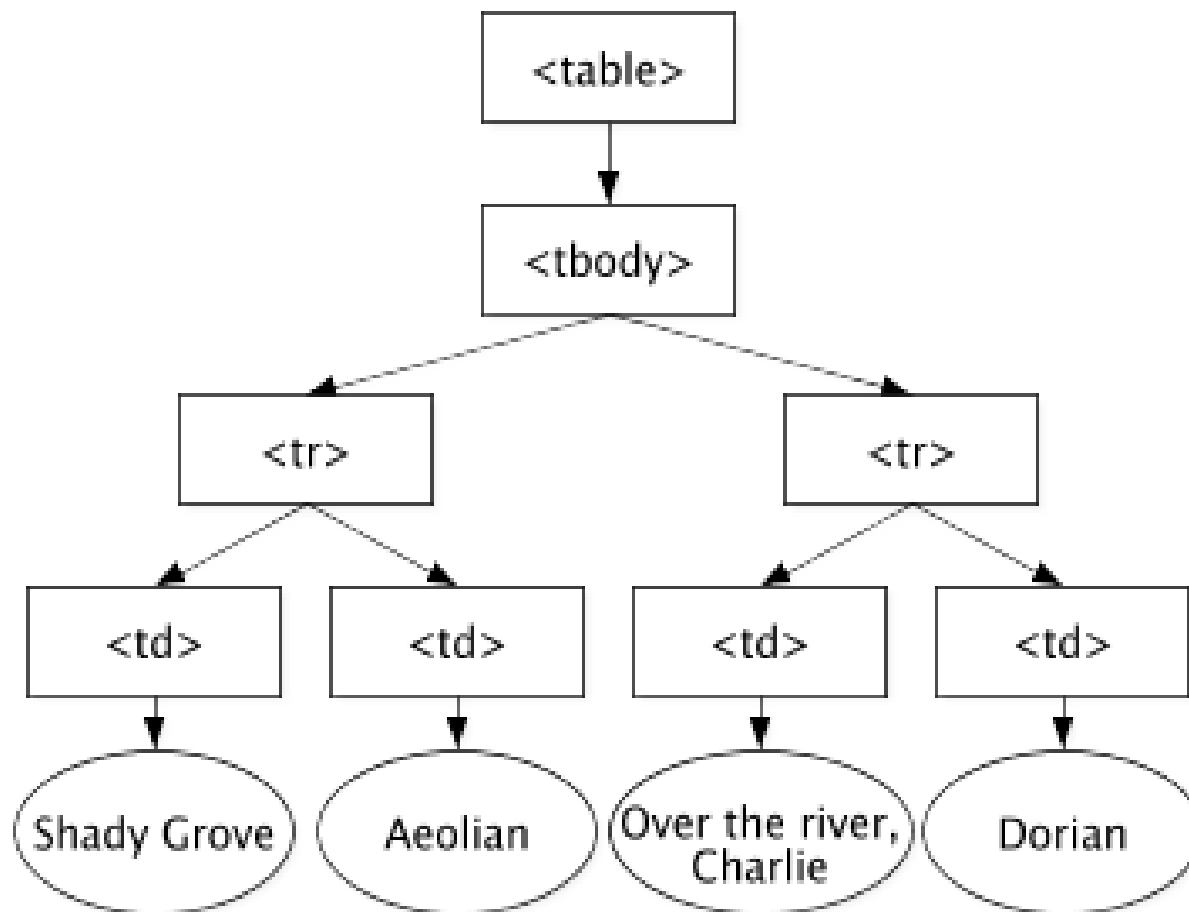 <table>
<tbody>
<tr>
<tr>
<td>
<td>
<td>
<td>
Shady Grove
Aeolian
Over the river,
Charlie
Dorian